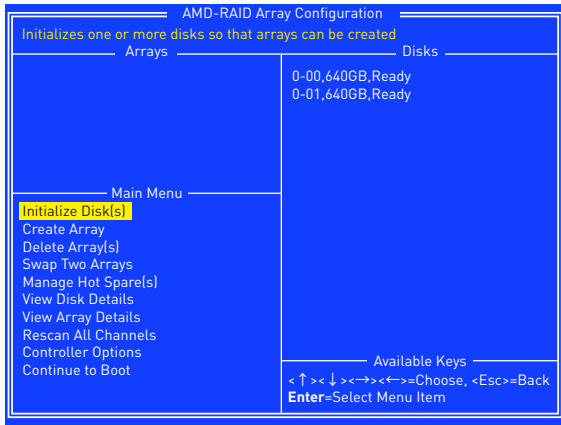 AMD-RAID Array Configuration
Initializes one or more disks so that arrays can be created
Arrays
Disks
0-00,640GB,Ready
0-01,640GB,Ready
Main Menu
Initialize Disk(s)
Create Array
Delete Array(s)
Swap Two Arrays
Manage Hot Spare(s)
View Disk Details
View Array Details
Rescan All Channels
Controller Options
Continue to Boot
Available Keys
<↑><↓><→><←>=Choose, <Esc>=Back
Enter=Select Menu Item